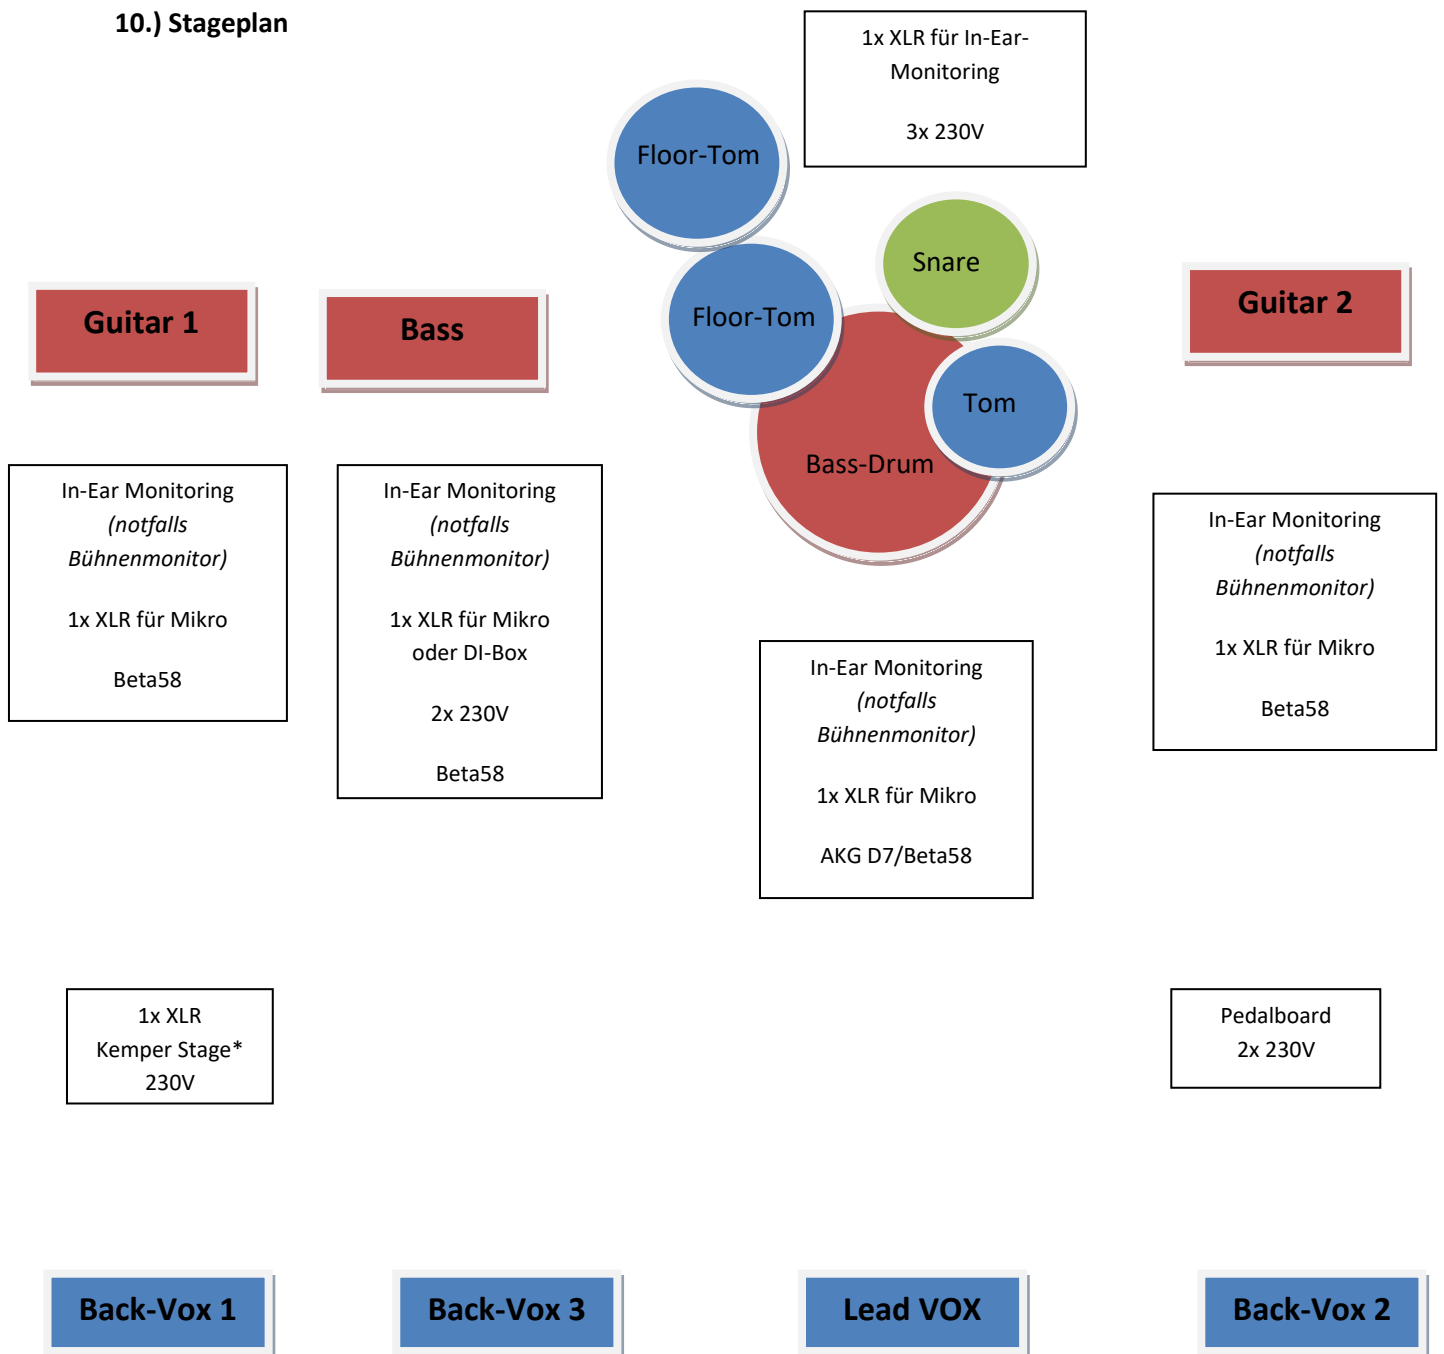 10.) Stageplan
1x XLR für In-Ear-
Monitoring
3x 230V
Floor-Tom
Snare
Floor-Tom
Tom
Bass-Drum
Guitar 1
Bass
Guitar 2
In-Ear Monitoring
(notfalls
Bühnenmonitor)
1x XLR für Mikro
Beta58
In-Ear Monitoring
(notfalls
Bühnenmonitor)
1x XLR für Mikro
oder DI-Box
2x 230V
Beta58
In-Ear Monitoring
(notfalls
Bühnenmonitor)
1x XLR für Mikro
AKG D7/Beta58
In-Ear Monitoring
(notfalls
Bühnenmonitor)
1x XLR für Mikro
Beta58
1x XLR
Kemper Stage*
230V
Pedalboard
2x 230V
Back-Vox 1
Back-Vox 3
Lead VOX
Back-Vox 2